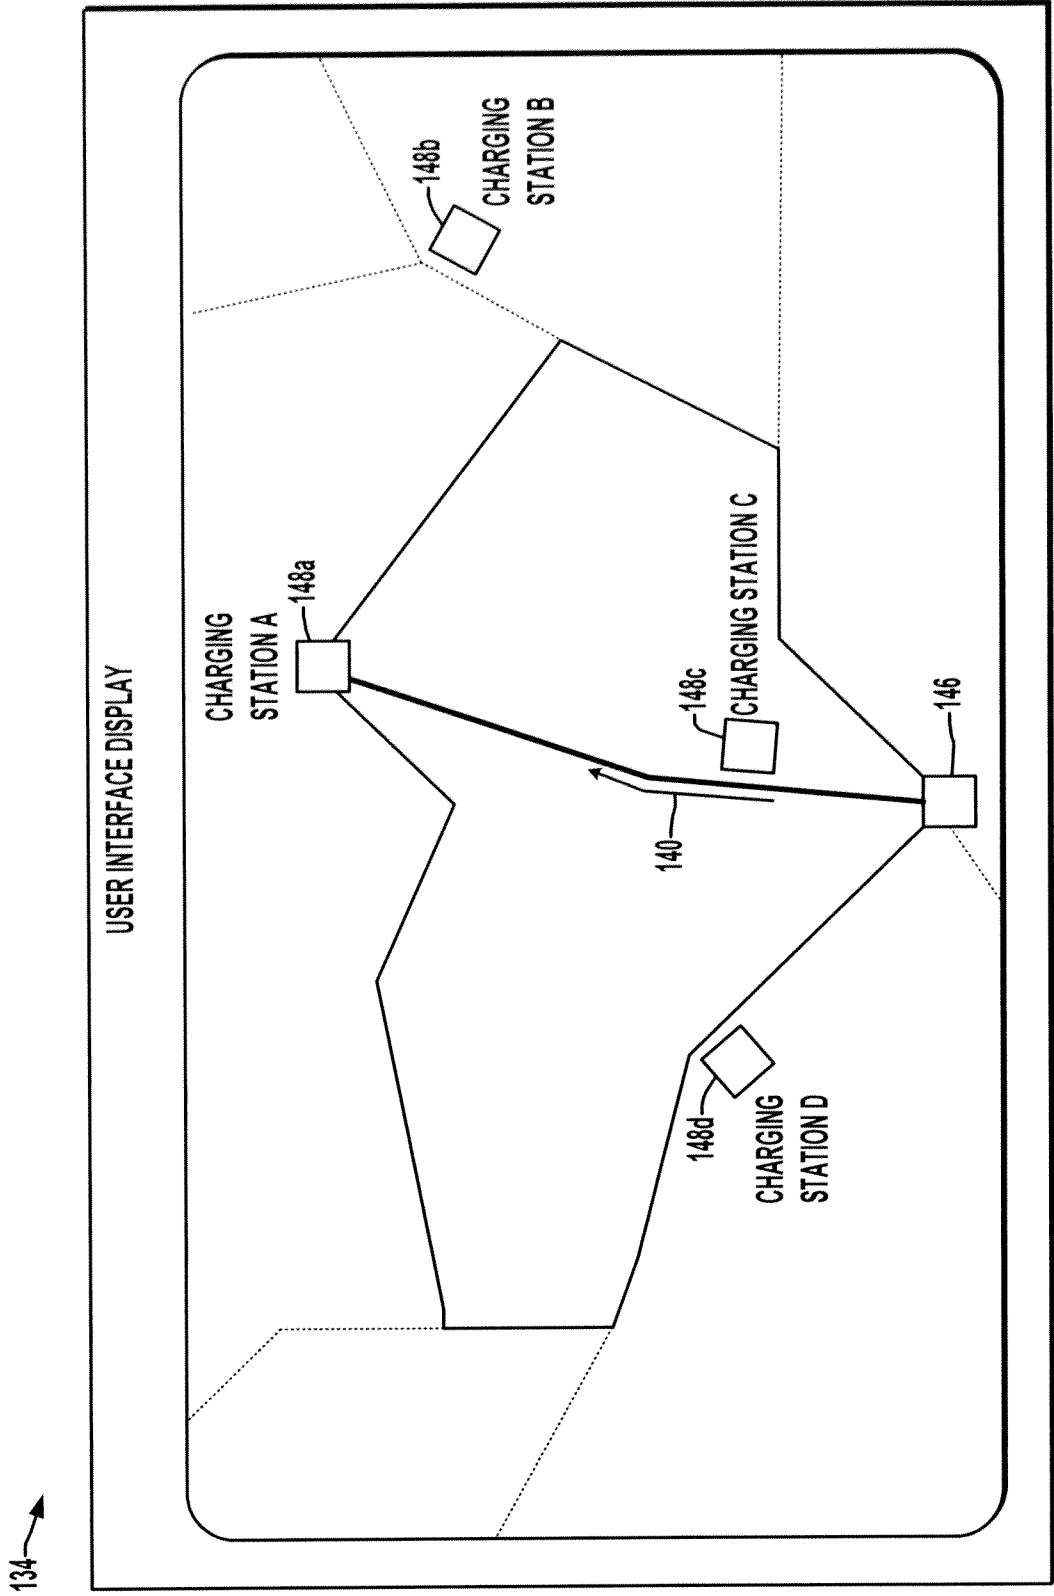 134
USER INTERFACE DISPLAY
CHARGING
STATION A
148a
148b
CHARGING
STATION B
140
148c
CHARGING STATION C
148d
CHARGING
STATION D
146